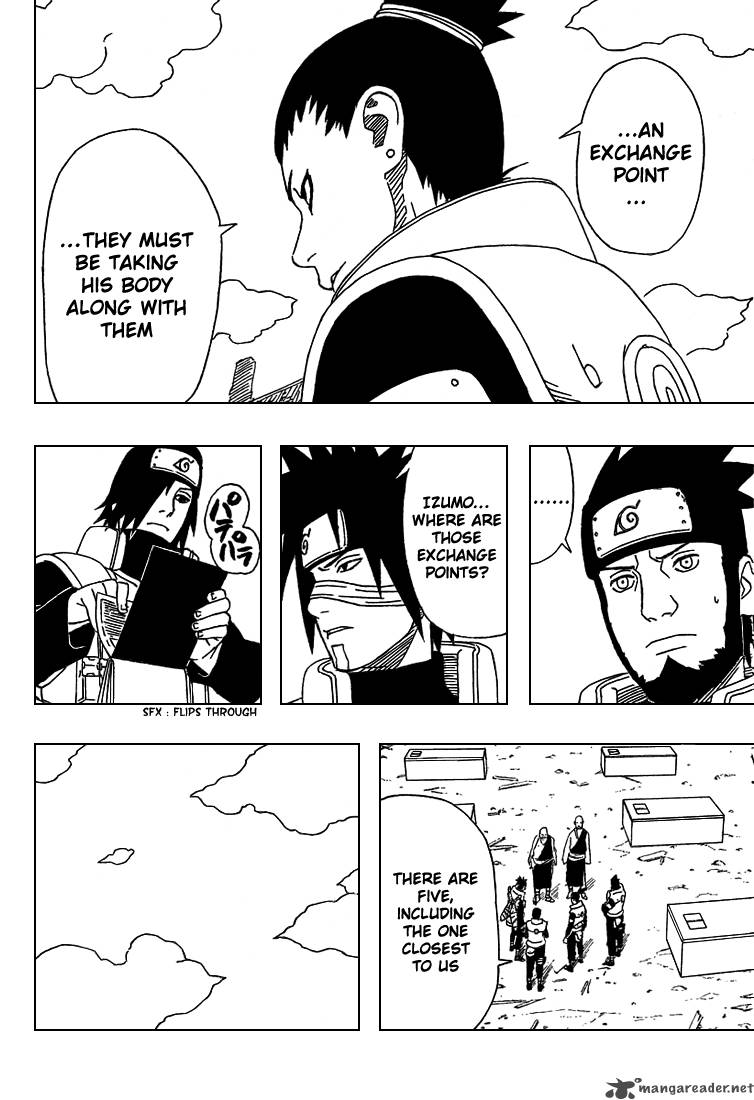 ...AN
EXCHANGE
POINT
...
...THEY MUST
BE TAKING
HIS BODY
ALONG WITH
THEM
.......
IZUMO...
WHERE ARE
THOSE
EXCHANGE
POINTS?
パラパラ
SFX : FLIPS THROUGH
THERE ARE
FIVE,
INCLUDING
THE ONE
CLOSEST
TO US
mangareader.net